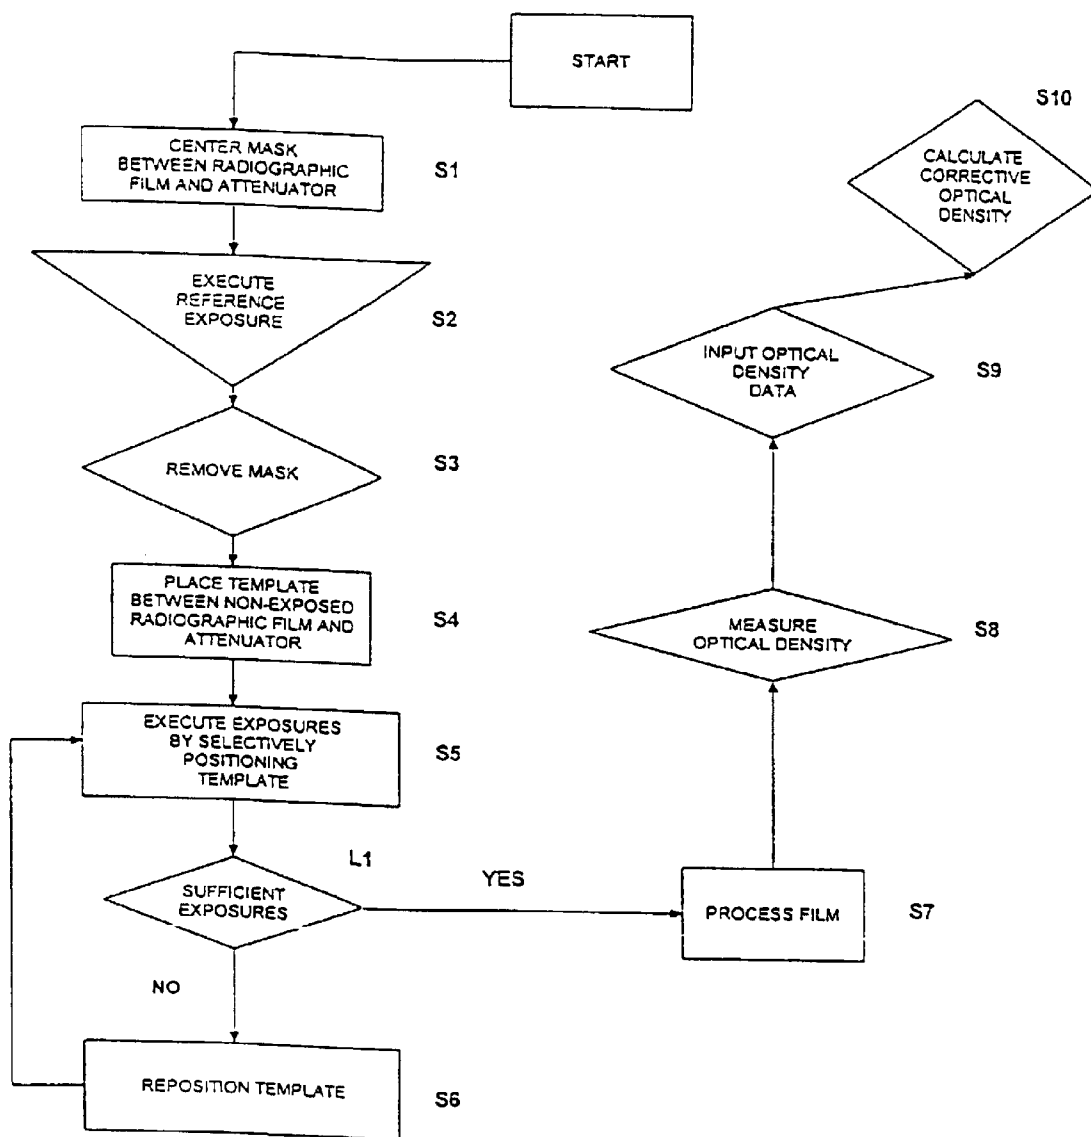 START
CENTER MASK
BETWEEN RADIOGRAPHIC
FILM AND ATTENUATOR
S1
EXECUTE
REFERENCE
EXPOSURE
S2
REMOVE MASK
S3
PLACE TEMPLATE
BETWEEN NON-EXPOSED
RADIOGRAPHIC FILM AND
ATTENUATOR
S4
EXECUTE EXPOSURES
BY SELECTIVELY
POSITIONING
TEMPLATE
S5
L1
SUFFICIENT
EXPOSURES
YES
NO
REPOSITION TEMPLATE
S6
PROCESS FILM
S7
MEASURE
OPTICAL DENSITY
S8
INPUT OPTICAL
DENSITY
DATA
S9
CALCULATE
CORRECTIVE
OPTICAL
DENSITY
S10